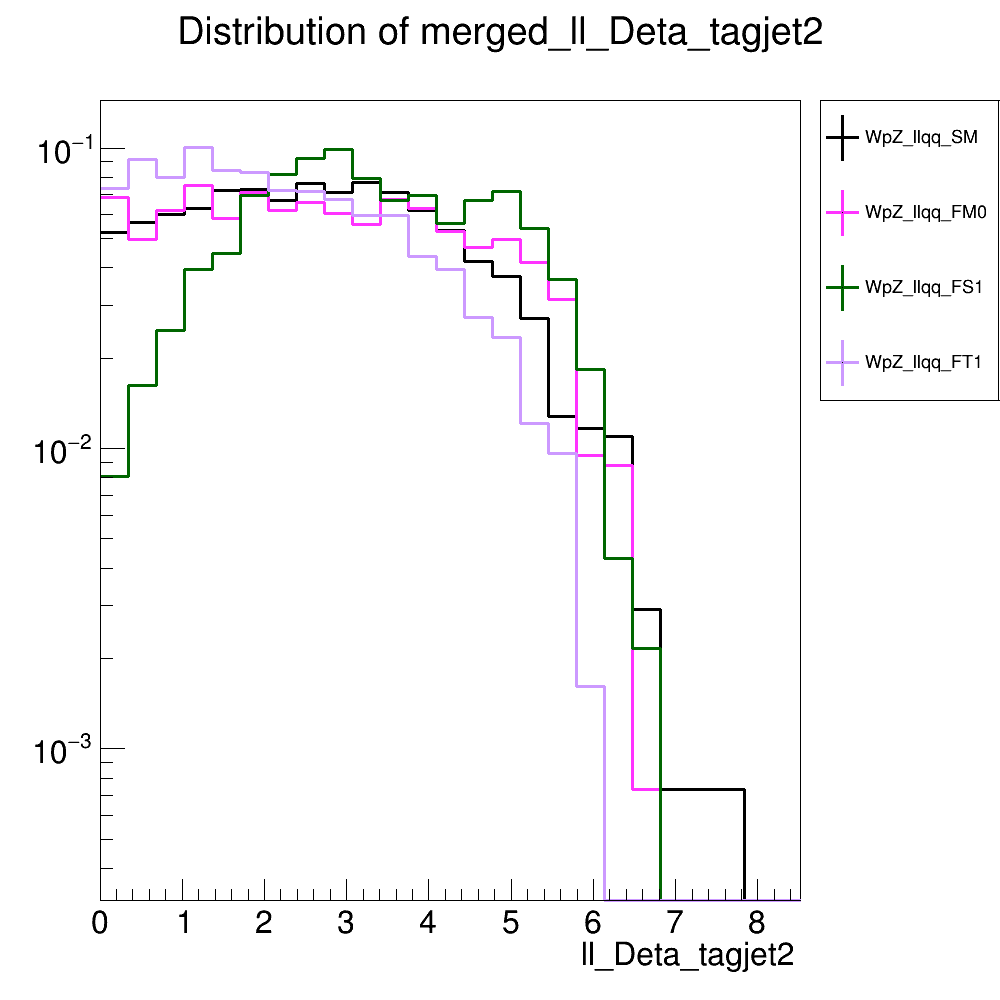 Distribution of merged_ll_Deta_tagjet2
WpZ_llqq_SM
WpZ_llqq_FM0
WpZ_llqq_FS1
WpZ_llqq_FT1
10⁻¹
10⁻²
10⁻³
0 1 2 3 4 5 6 7 8
ll_Deta_tagjet2